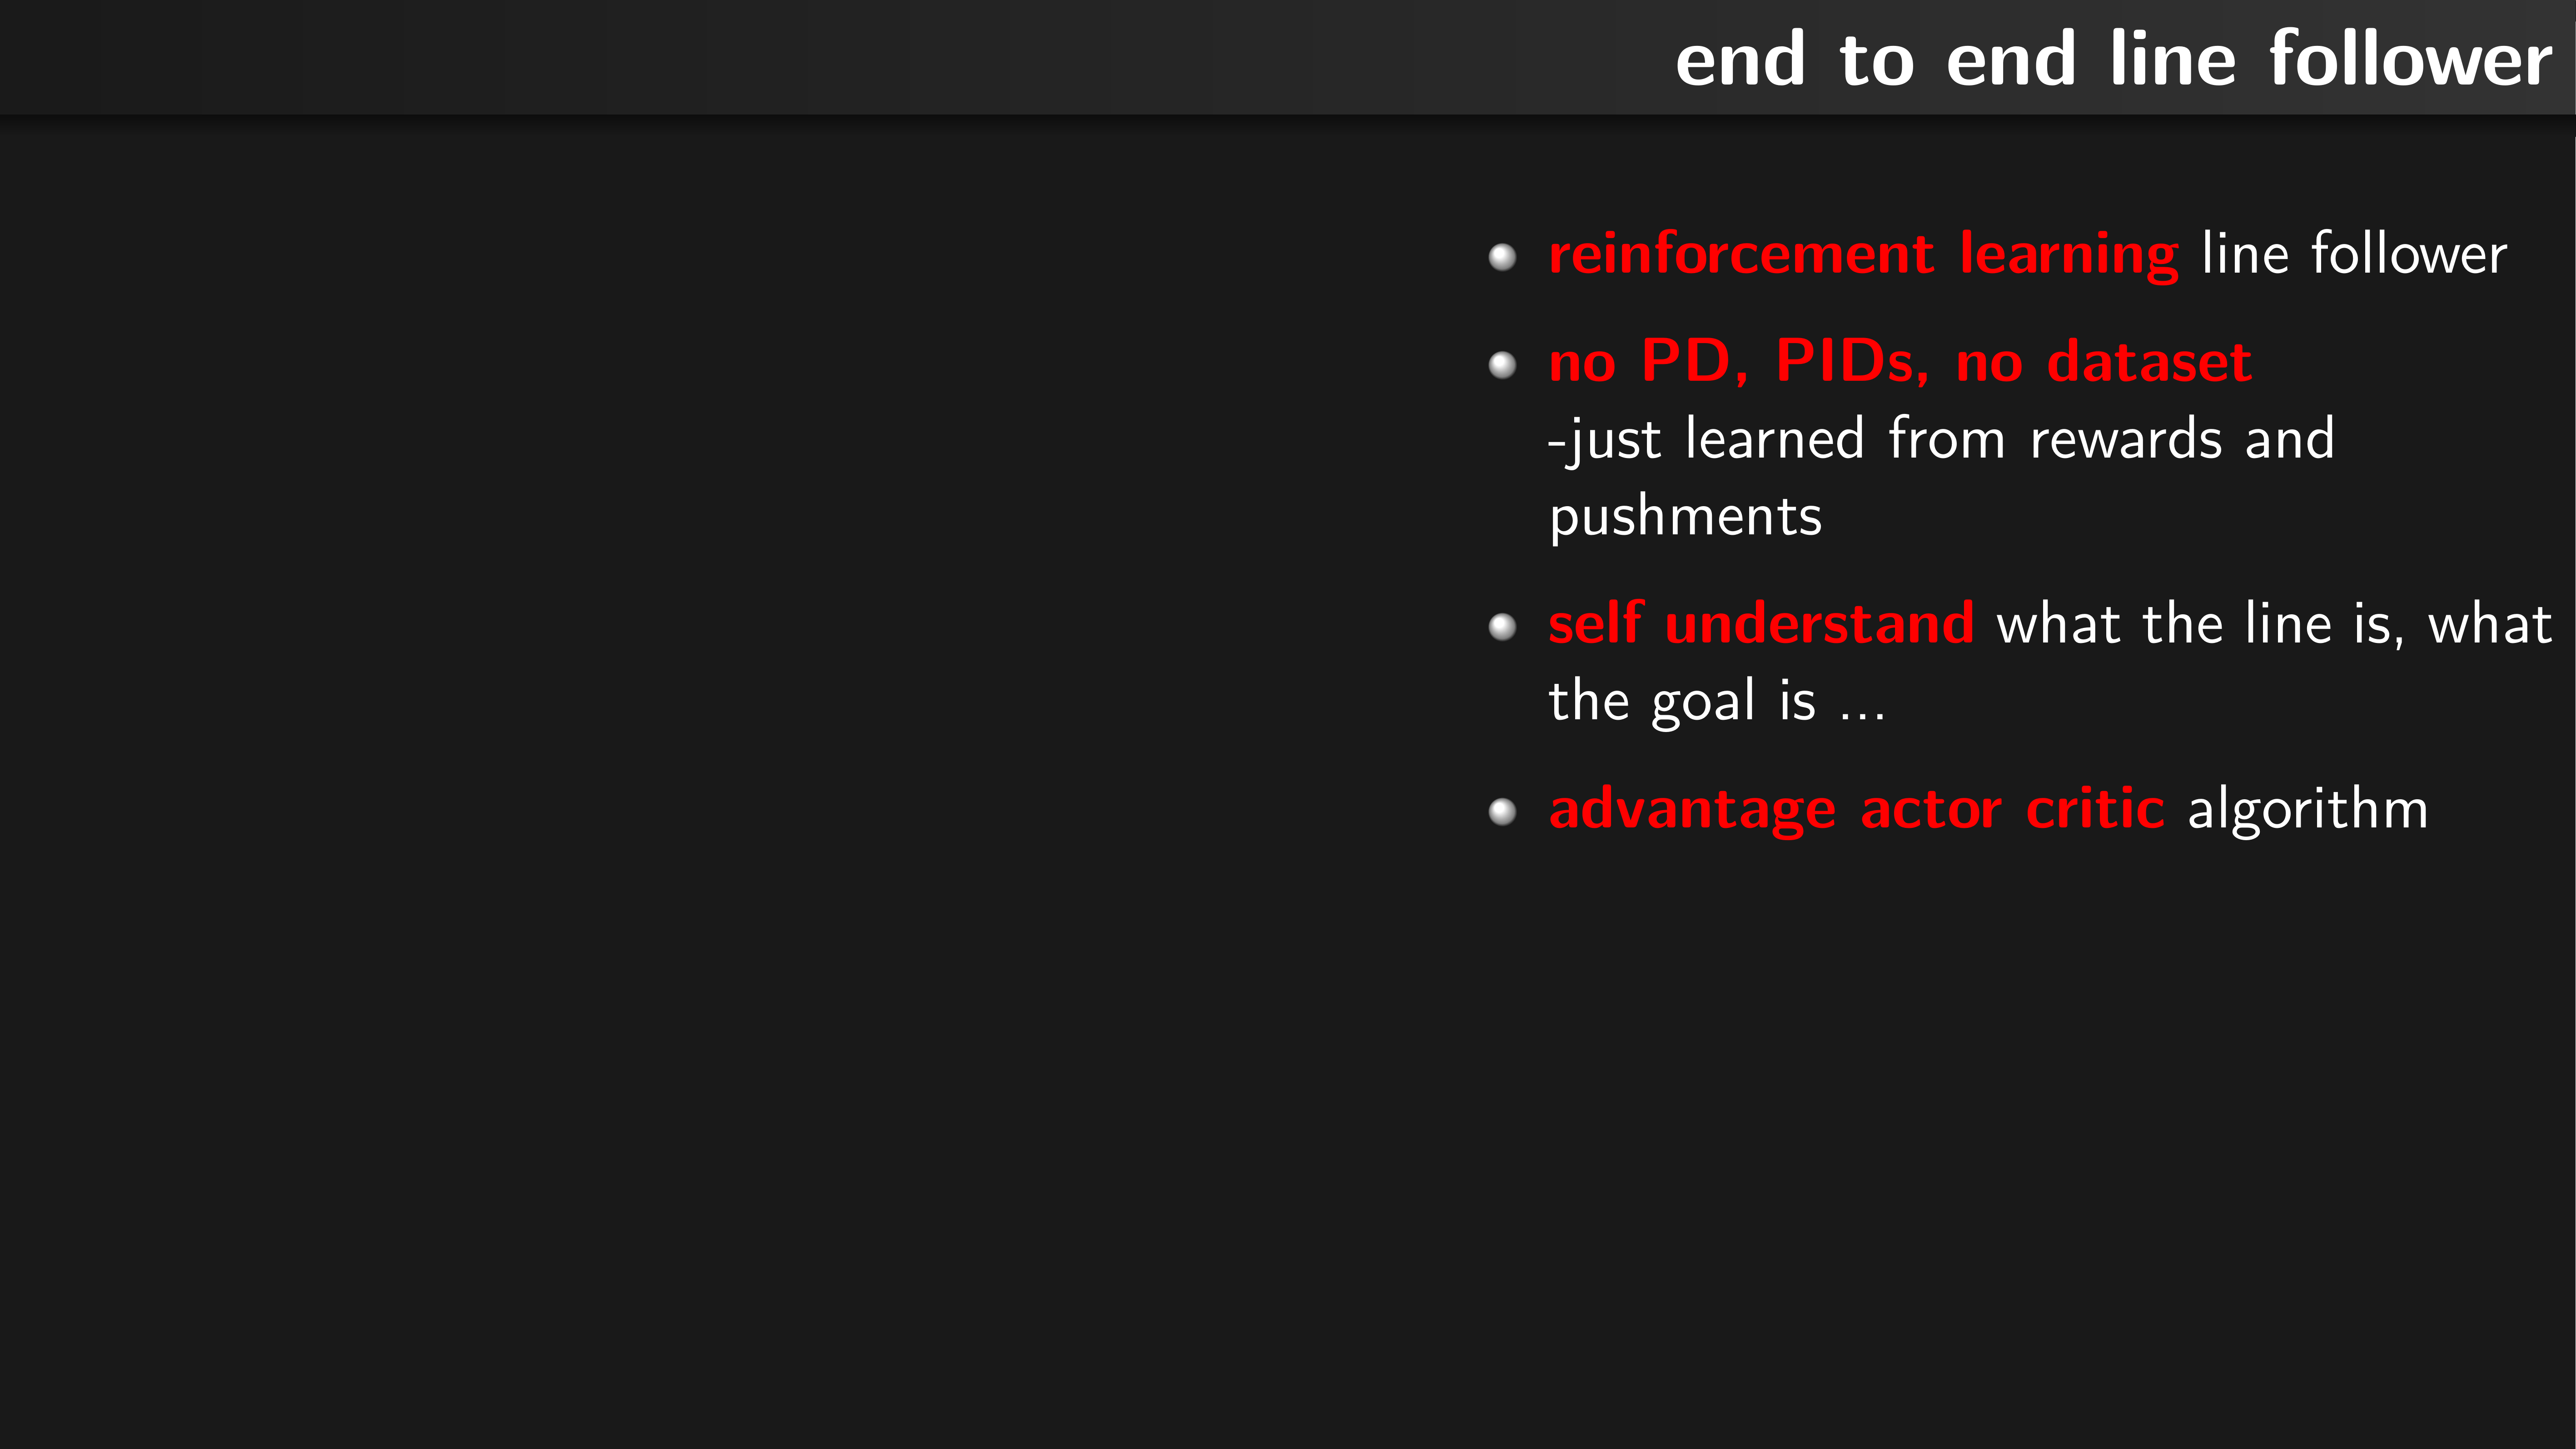 end to end line follower
reinforcement learning line follower
no PD, PIDs, no dataset
-just learned from rewards and
pushments
self understand what the line is, what
the goal is ...
advantage actor critic algorithm